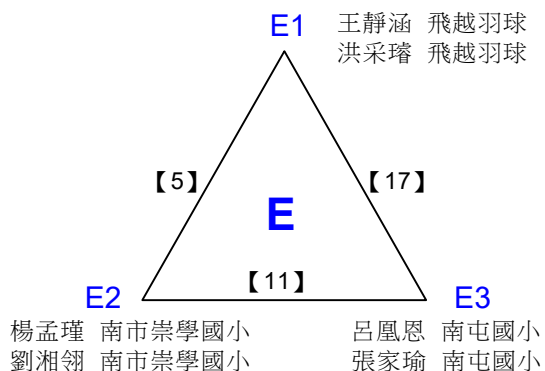 E1
王靜涵 飛越羽球
洪采璿 飛越羽球
【5】
【17】
E
【11】
E2
E3
楊孟瑾 南市崇學國小
劉湘翎 南市崇學國小
呂凰恩 南屯國小
張家瑜 南屯國小